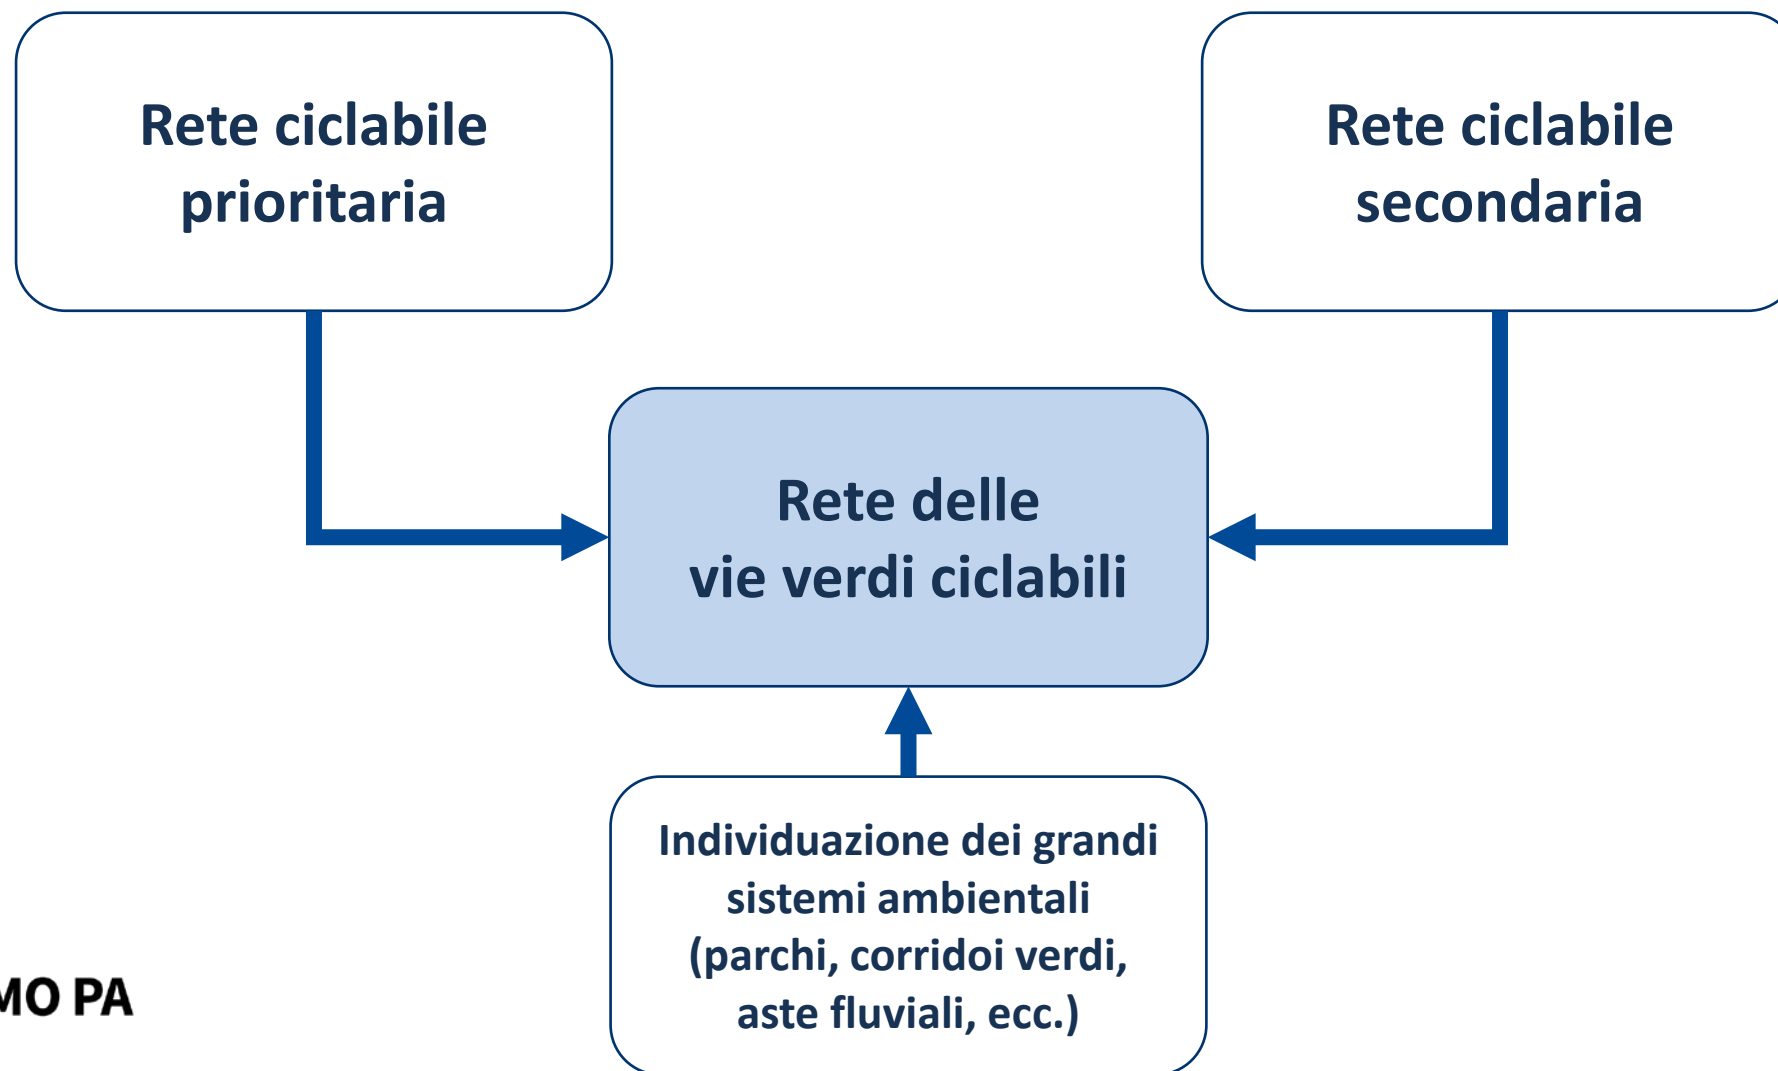 Rete ciclabile
prioritaria
Rete ciclabile
secondaria
Rete delle
vie verdi ciclabili
Individuazione dei grandi
sistemi ambientali
(parchi, corridoi verdi,
aste fluviali, ecc.)
MO PA